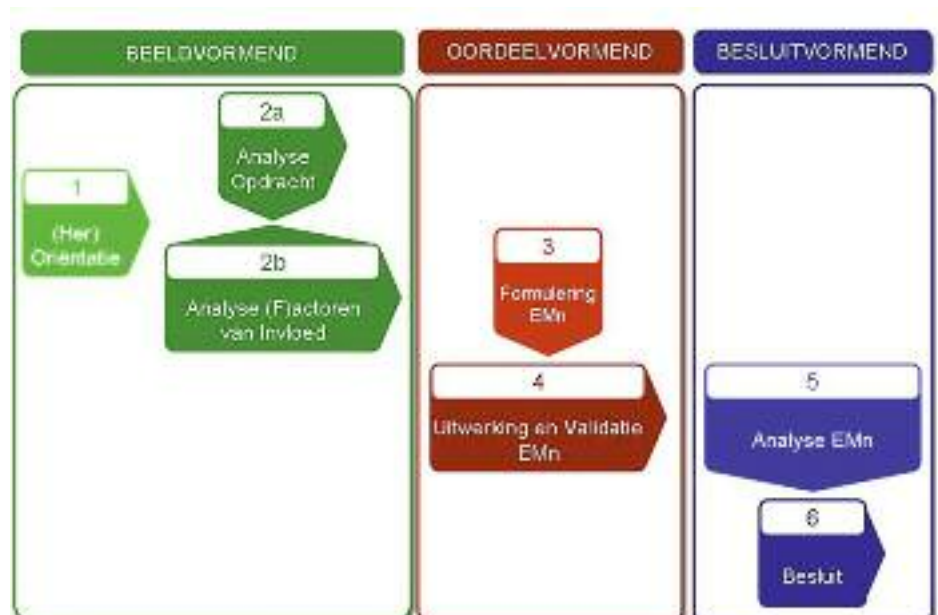 BEELDVORMEND
OORDEELVORMEND
BESLUITVORMEND
1
(Her)
Oriëntatie
2a
Analyse
Opdracht
2b
Analyse (F)actoren
van Invloed
3
Formulering
EMn
4
Uitwerking en Validatie
EMn
5
Analyse EMn
6
Besluit